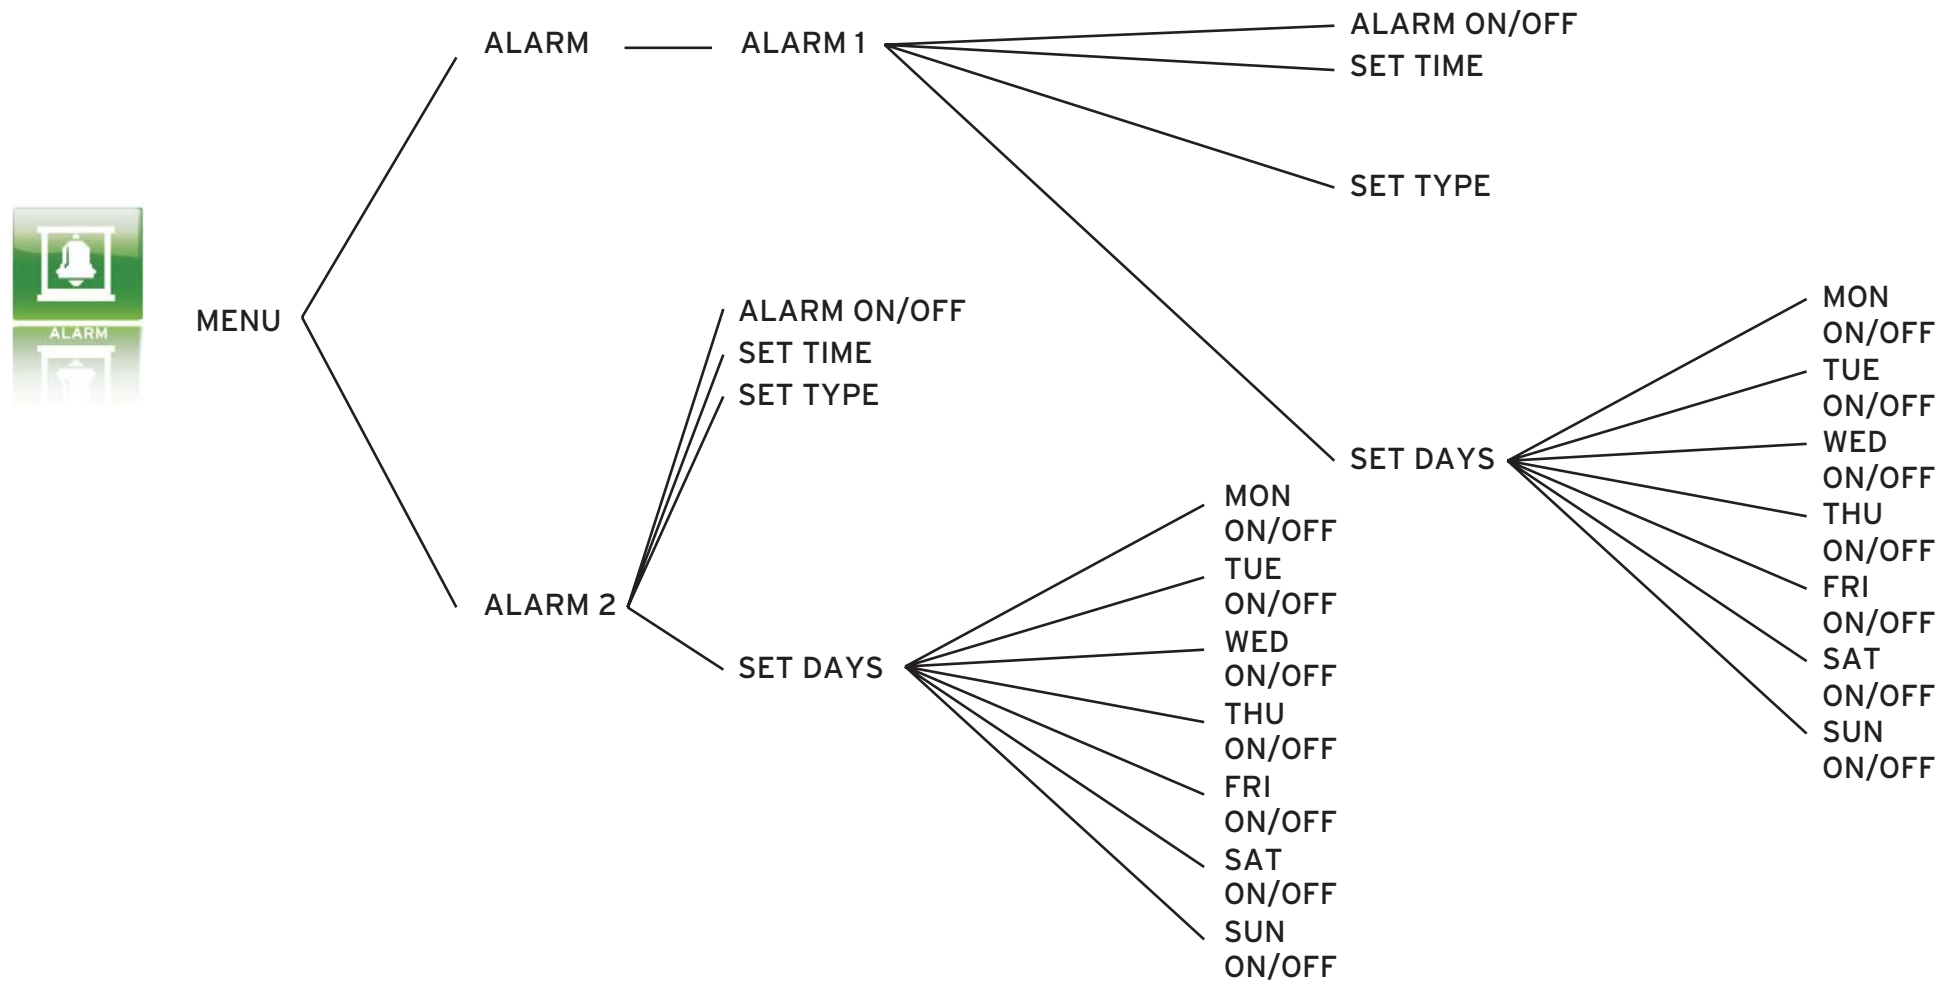 ALARM
MENU
ALARM
ALARM 1
ALARM ON/OFF
SET TIME
SET TYPE
SET DAYS
MON
ON/OFF
TUE
ON/OFF
WED
ON/OFF
THU
ON/OFF
FRI
ON/OFF
SAT
ON/OFF
SUN
ON/OFF
ALARM 2
ALARM ON/OFF
SET TIME
SET TYPE
SET DAYS
MON
ON/OFF
TUE
ON/OFF
WED
ON/OFF
THU
ON/OFF
FRI
ON/OFF
SAT
ON/OFF
SUN
ON/OFF